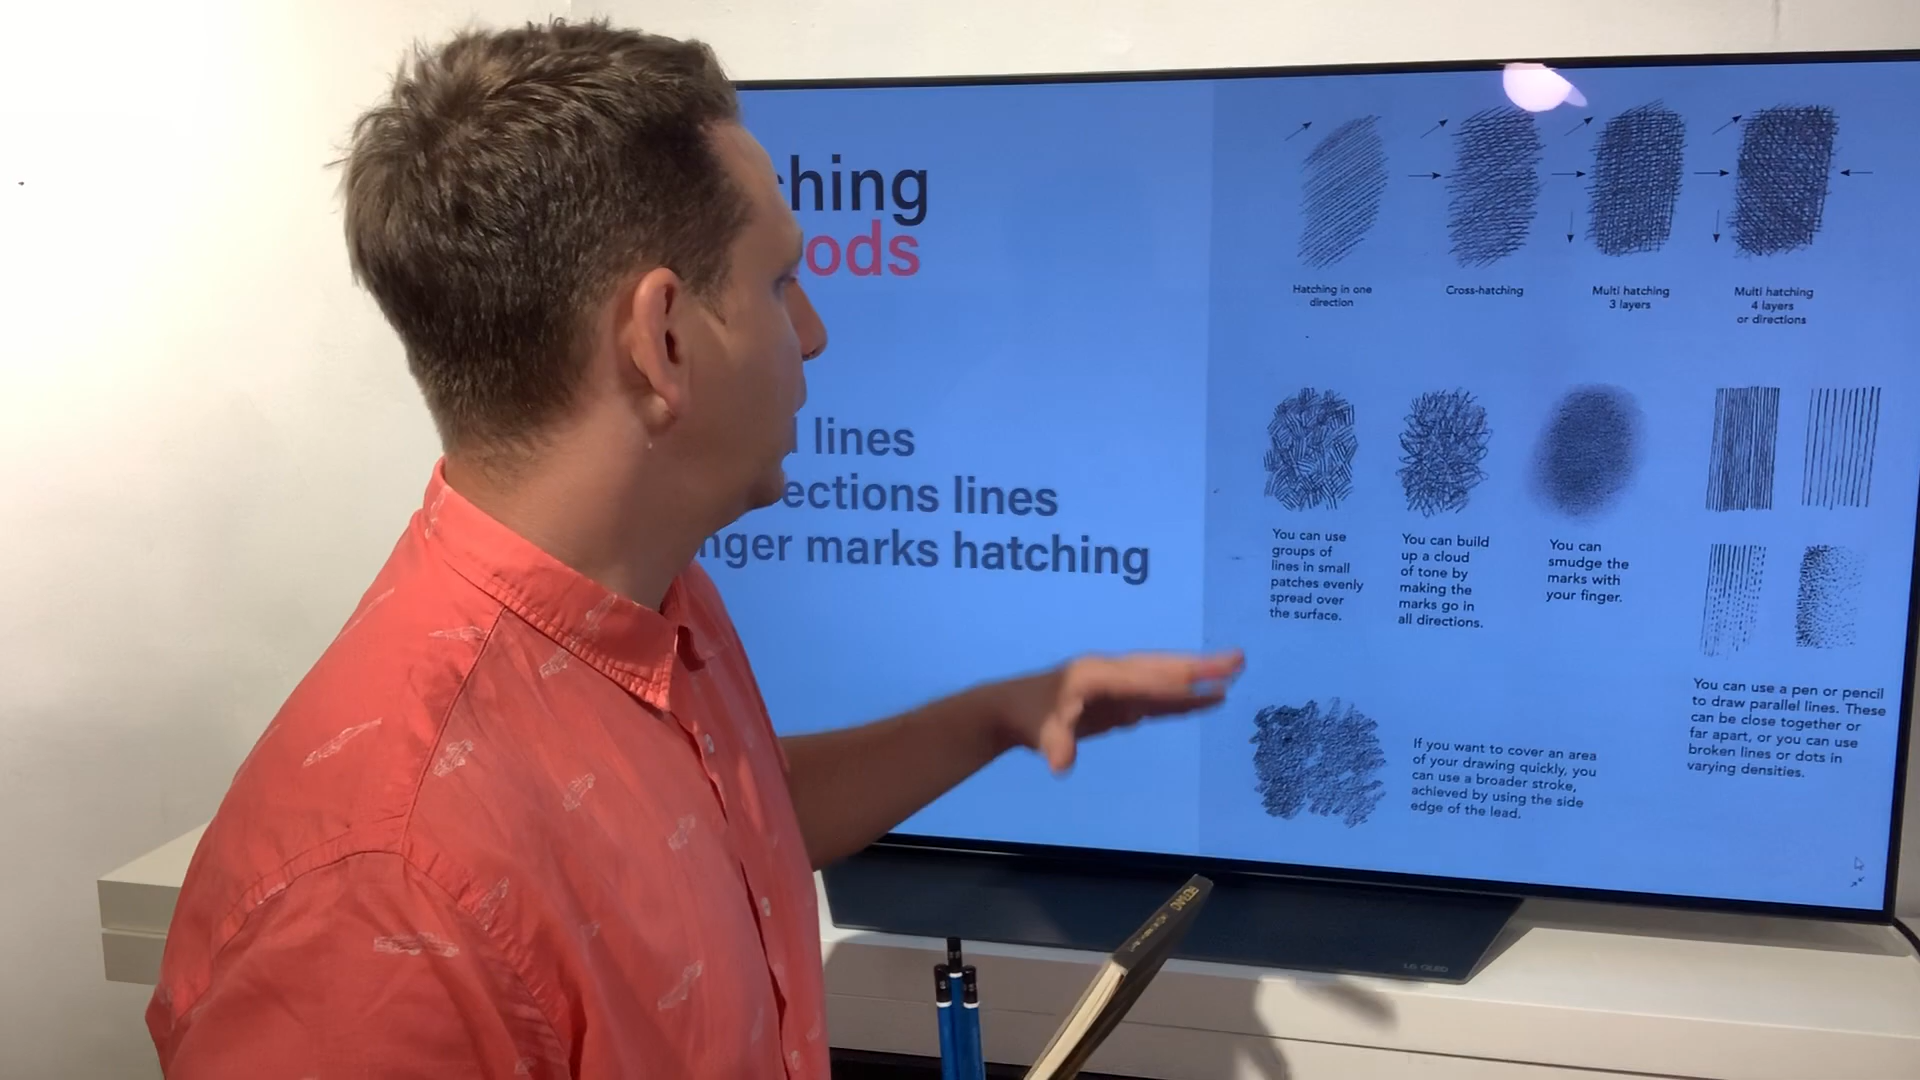 hing
ods
lines
ections lines
nger marks hatching
Hatching in one
direction
Cross-hatching
Multi hatching
3 layers
Multi hatching
4 layers
or directions
You can use
groups of
lines in small
patches evenly
spread over
the surface.
You can build
up a cloud
of tone by
making the
marks go in
all directions.
You can
smudge the
marks with
your finger.
You can use a pen or pencil
to draw parallel lines. These
can be close together or
far apart, or you can use
broken lines or dots in
varying densities.
If you want to cover an area
of your drawing quickly, you
can use a broader stroke,
achieved by using the side
edge of the lead.
LG OLED